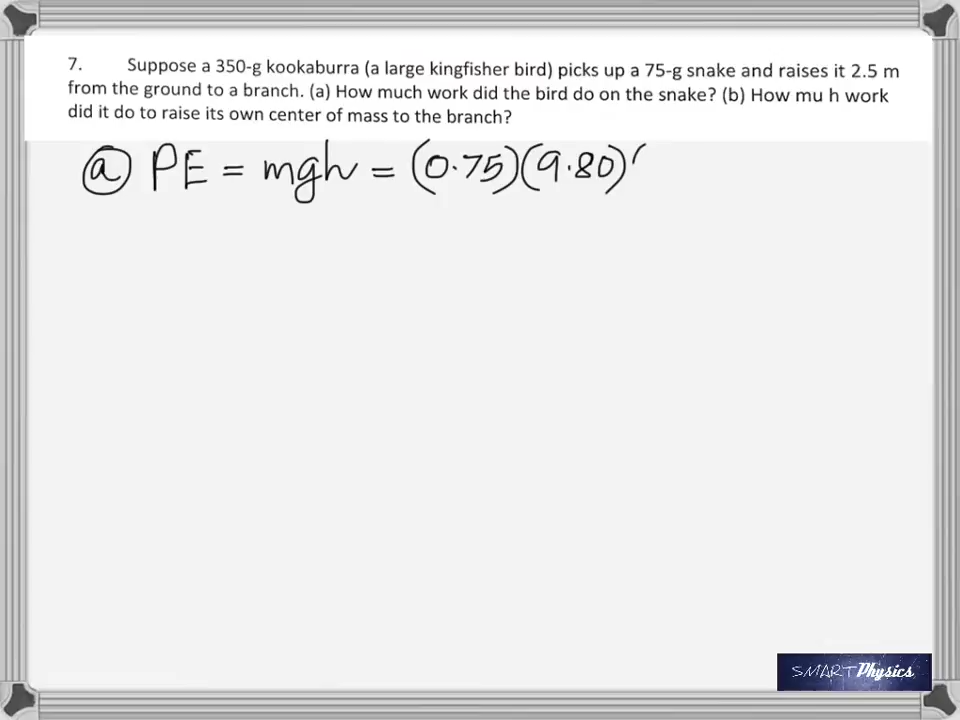 7. Suppose a 350-g kookaburra (a large kingfisher bird) picks up a 75-g snake and raises it 2.5 m
from the ground to a branch. (a) How much work did the bird do on the snake? (b) How mu h work
did it do to raise its own center of mass to the branch?
(a) PE = mgh = (0.75)(9.80)(
SMART Physics